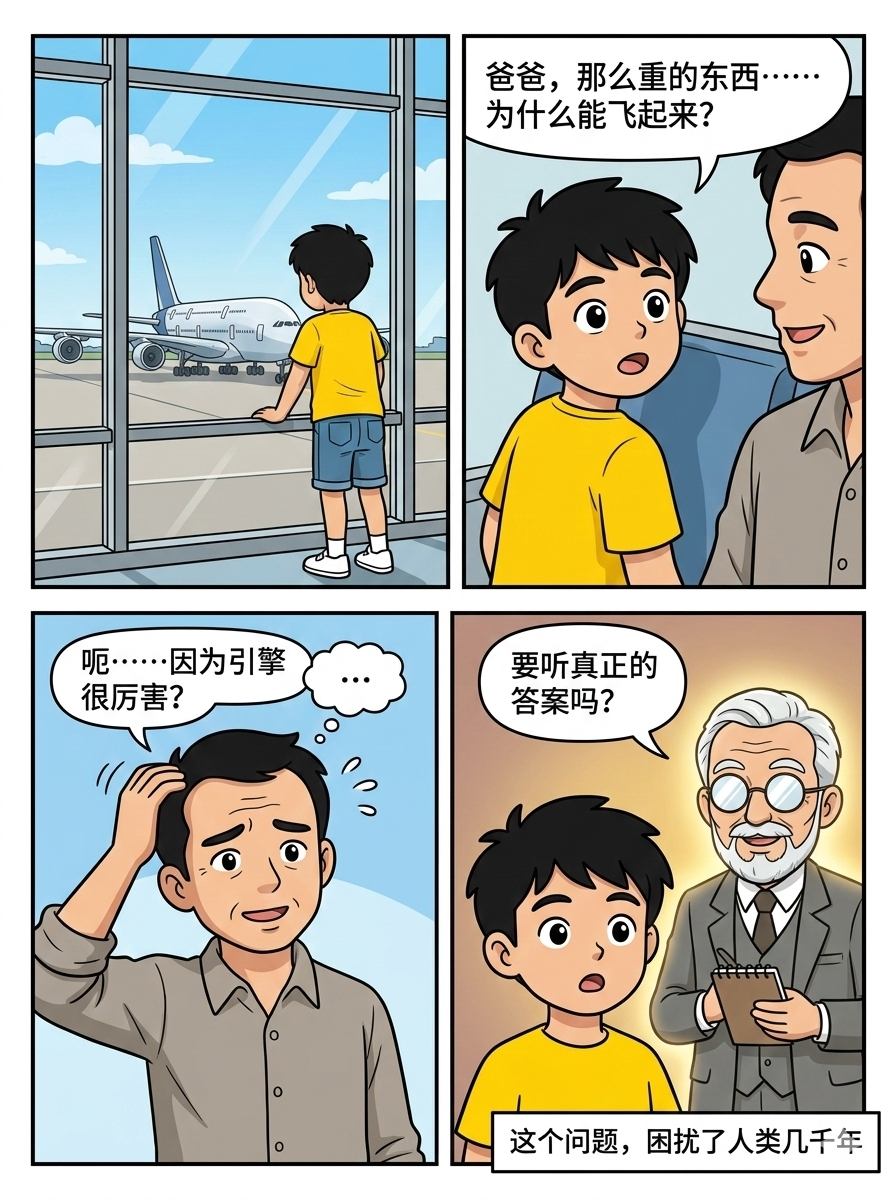 爸爸，那么重的东西……
为什么能飞起来？
呃……因为引擎
很厉害？
...
要听真正的
答案吗？
这个问题，困扰了人类几千年